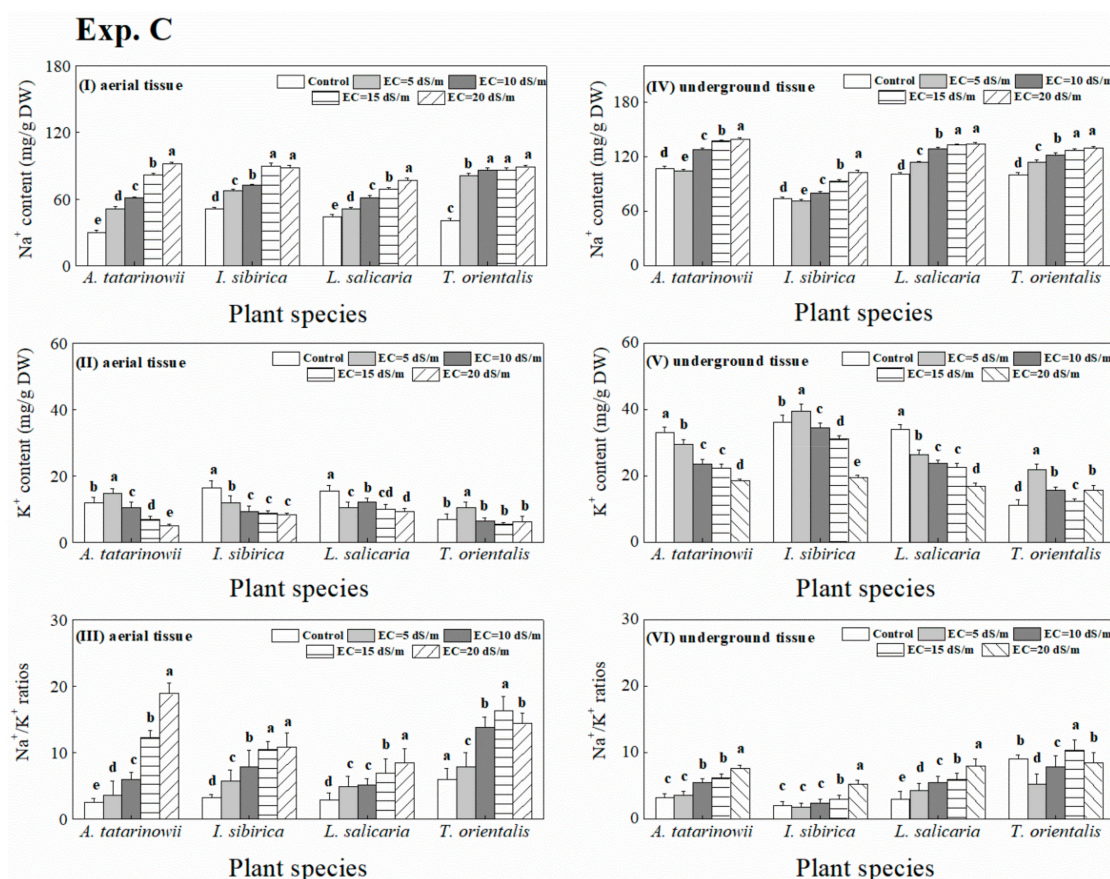 Exp. C
180
120
60
0
Na+ content (mg/g DW)
(I) aerial tissue
Control EC=5 dS/m EC=10 dS/m
EC=15 dS/m EC=20 dS/m
e d c b a
d c b a a
e d c b a
c b a a a
A. tatarinowii I. sibirica L. salicaria T. orientalis
Plant species
180
120
60
0
Na+ content (mg/g DW)
(IV) underground tissue
Control EC=5 dS/m EC=10 dS/m
EC=15 dS/m EC=20 dS/m
d e c b a
d e c b a
d c b a a
d c b a a
A. tatarinowii I. sibirica L. salicaria T. orientalis
Plant species
60
40
20
0
K+ content (mg/g DW)
(II) aerial tissue
Control EC=5 dS/m EC=10 dS/m
EC=15 dS/m EC=20 dS/m
b a c d e
a b c c c
a c b cd d
b a b b b
A. tatarinowii I. sibirica L. salicaria T. orientalis
Plant species
60
40
20
0
K+ content (mg/g DW)
(V) underground tissue
Control EC=5 dS/m EC=10 dS/m
EC=15 dS/m EC=20 dS/m
a b c c d
b a c d e
a b c c d
d a b c b
A. tatarinowii I. sibirica L. salicaria T. orientalis
Plant species
30
20
10
0
Na+/K+ ratios
(III) aerial tissue
Control EC=5 dS/m EC=10 dS/m
EC=15 dS/m EC=20 dS/m
e d c b a
d c b a a
d c c b a
a c b a b
A. tatarinowii I. sibirica L. salicaria T. orientalis
Plant species
30
20
10
0
Na+/K+ ratios
(VI) underground tissue
Control EC=5 dS/m EC=10 dS/m
EC=15 dS/m EC=20 dS/m
c c b b a
c c c b a
e d c b a
b d c a b
A. tatarinowii I. sibirica L. salicaria T. orientalis
Plant species